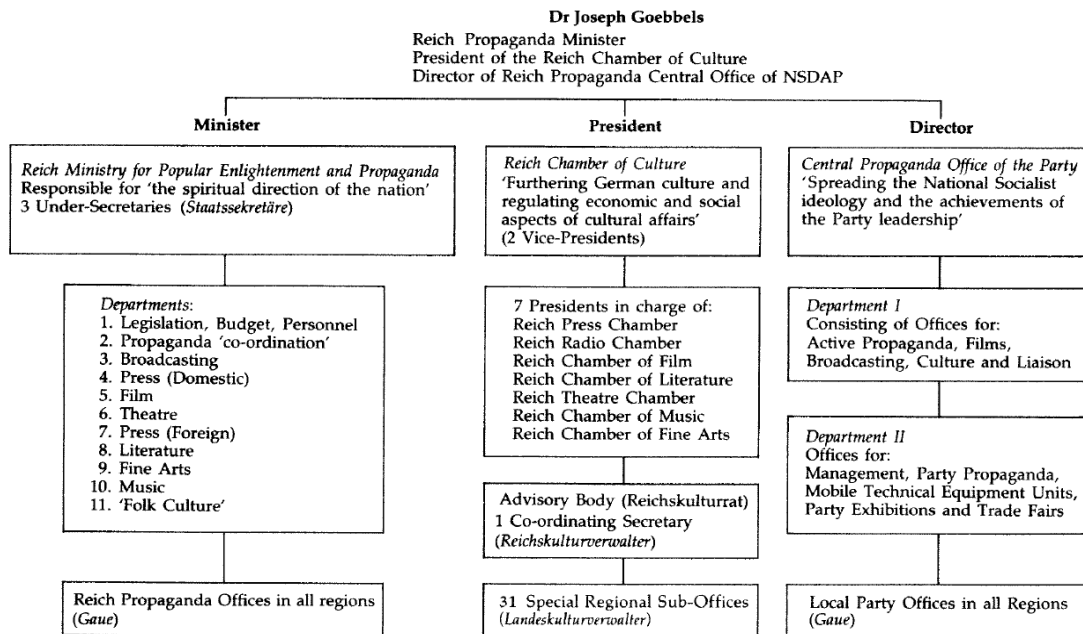 Dr Joseph Goebbels
Reich Propaganda Minister
President of the Reich Chamber of Culture
Director of Reich Propaganda Central Office of NSDAP
Minister
Reich Ministry for Popular Enlightenment and Propaganda
Responsible for ‘the spiritual direction of the nation’
3 Under-Secretaries (Staatssekretäre)
Departments:
1. Legislation, Budget, Personnel
2. Propaganda ‘co-ordination’
3. Broadcasting
4. Press (Domestic)
5. Film
6. Theatre
7. Press (Foreign)
8. Literature
9. Fine Arts
10. Music
11. ‘Folk Culture’
Reich Propaganda Offices in all regions
(Gaue)
President
Reich Chamber of Culture
‘Furthering German culture and
regulating economic and social
aspects of cultural affairs’
(2 Vice-Presidents)
7 Presidents in charge of:
Reich Press Chamber
Reich Radio Chamber
Reich Chamber of Film
Reich Chamber of Literature
Reich Theatre Chamber
Reich Chamber of Music
Reich Chamber of Fine Arts
Advisory Body (Reichskulturrat)
1 Co-ordinating Secretary
(Reichskulturverwalter)
31 Special Regional Sub-Offices
(Landeskulturverwalter)
Director
Central Propaganda Office of the Party
‘Spreading the National Socialist
ideology and the achievements of
the Party leadership’
Department I
Consisting of Offices for:
Active Propaganda, Films,
Broadcasting, Culture and Liaison
Department II
Offices for:
Management, Party Propaganda,
Mobile Technical Equipment Units,
Party Exhibitions and Trade Fairs
Local Party Offices in all Regions
(Gaue)